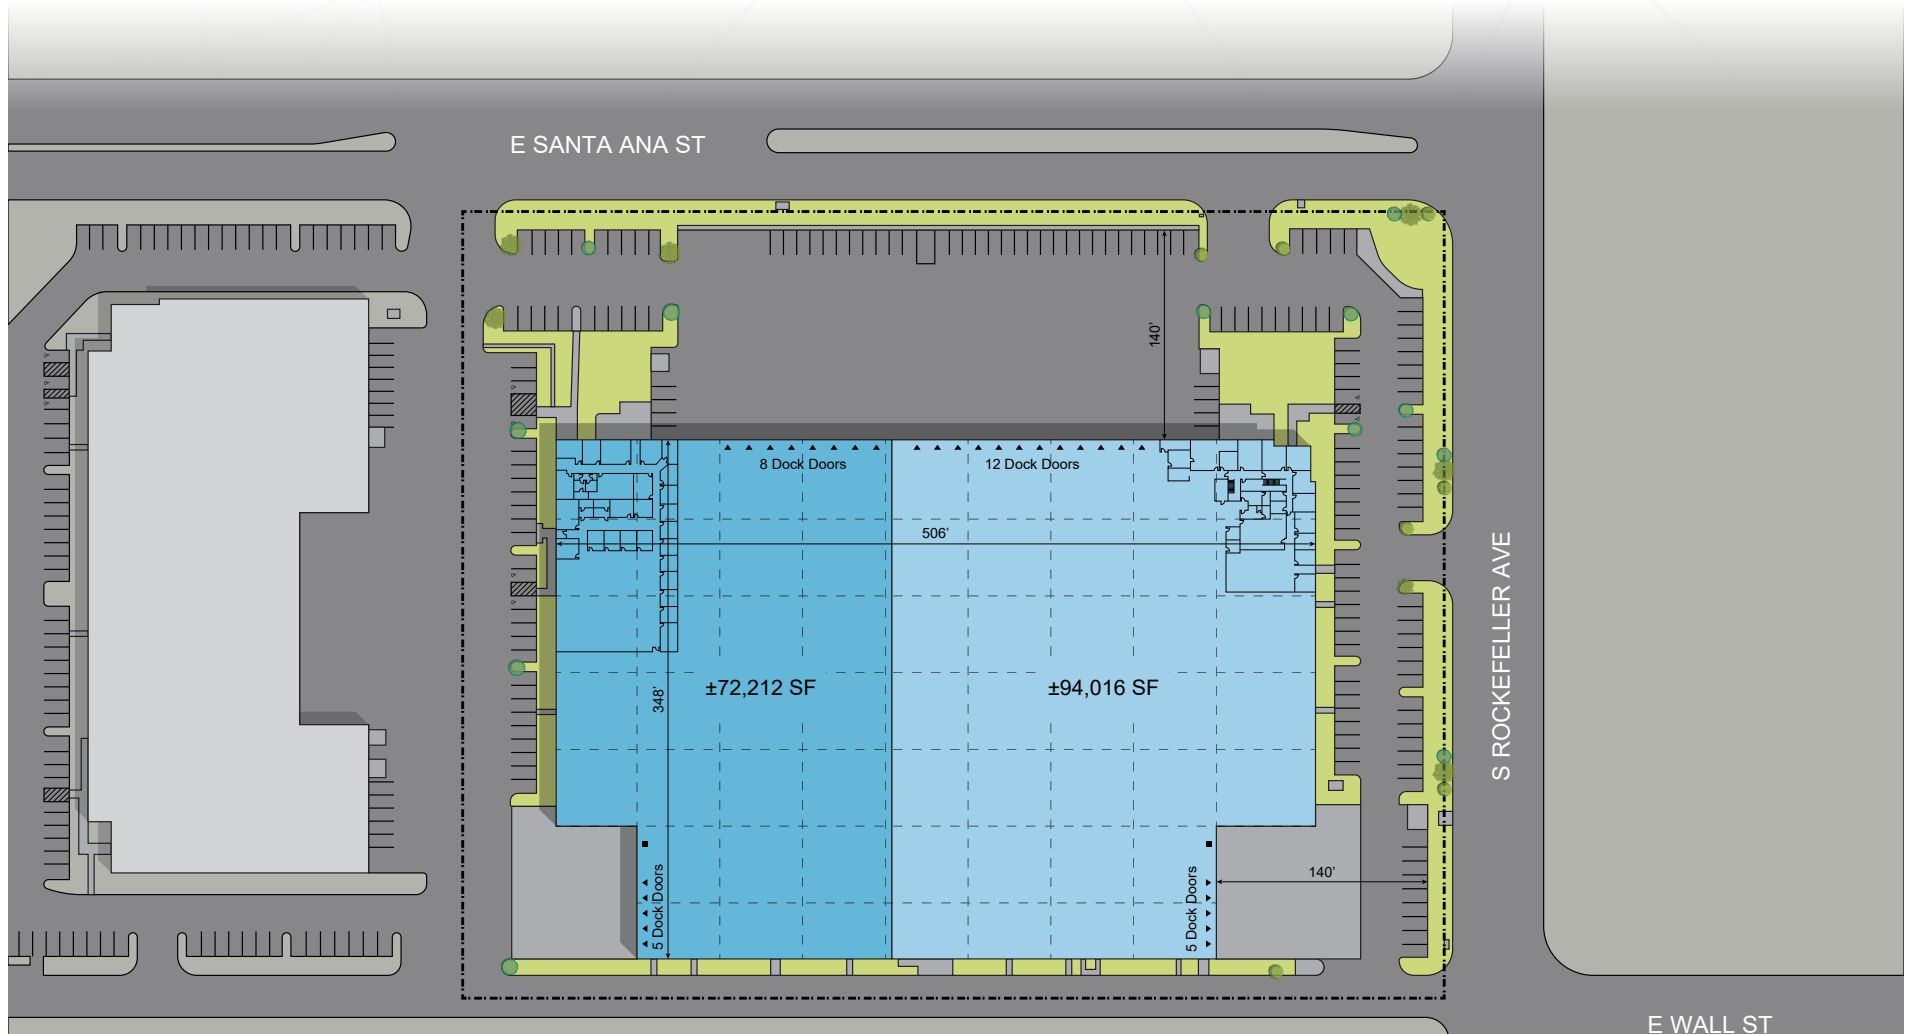 E SANTA ANA ST
140'
8 Dock Doors
12 Dock Doors
506'
S ROCKEFELLER AVE
348'
±72,212 SF
±94,016 SF
5 Dock Doors
5 Dock Doors
140'
E WALL ST